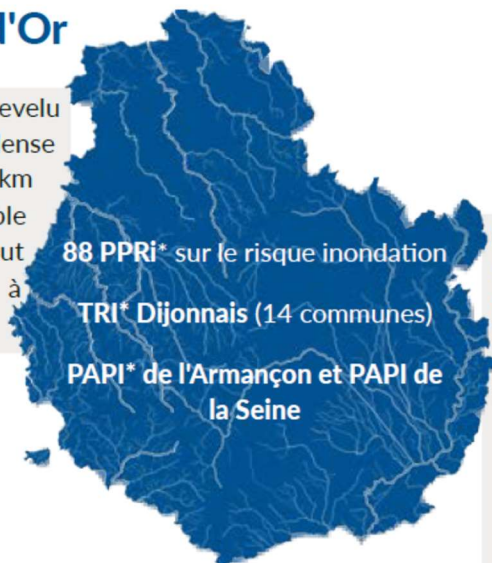 d'Or
evelu
ense
km
ble
ut
à
88 PPRi* sur le risque inondation
TRI* Dijonnais (14 communes)
PAPI* de l'Armançon et PAPI de
la Seine